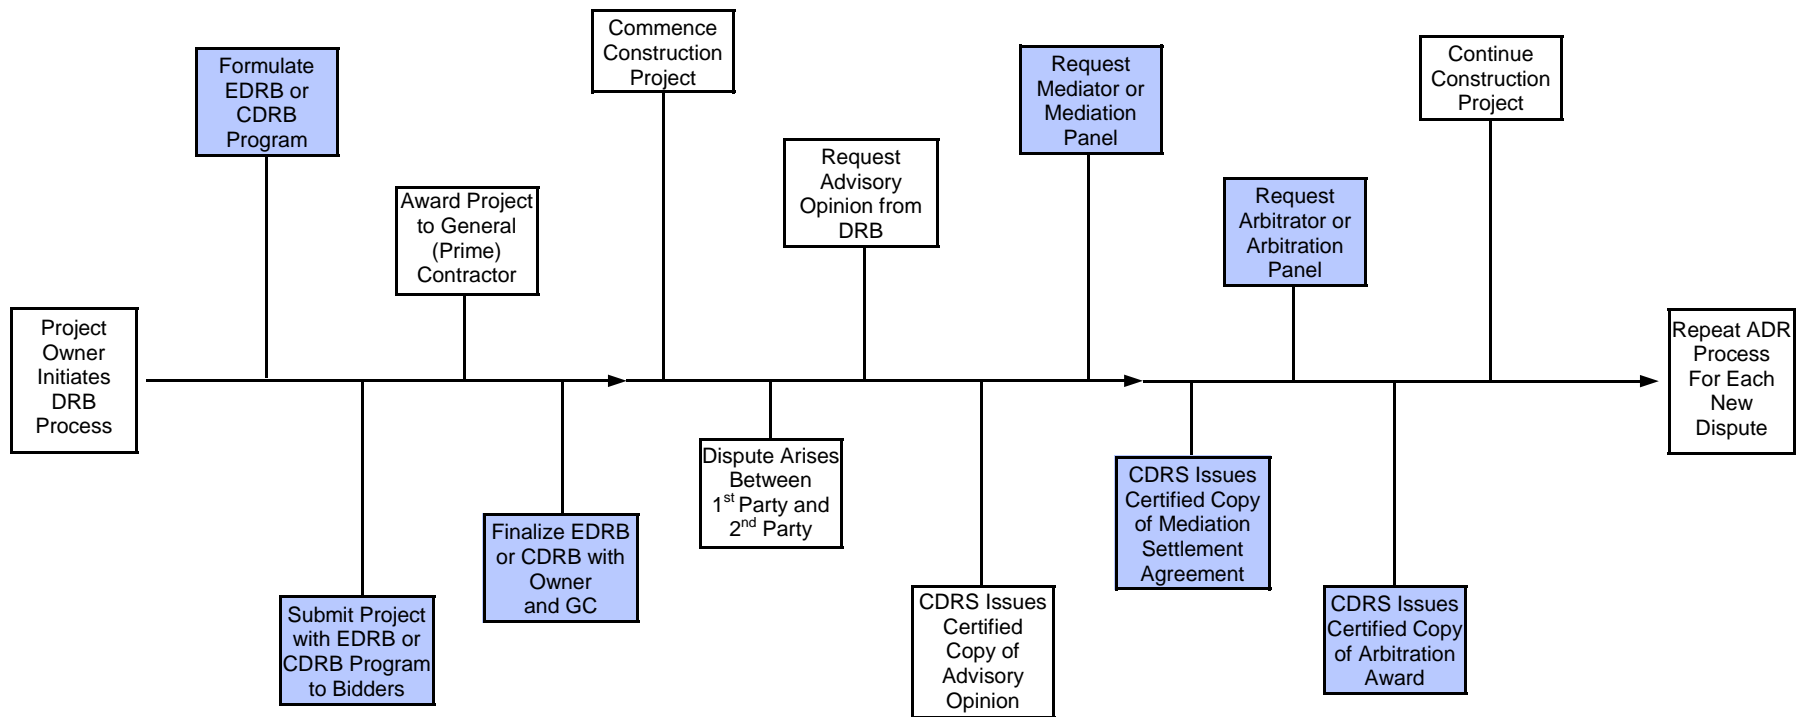 Project
Owner
Initiates
DRB
Process
Formulate
EDRB or
CDRB
Program
Submit Project
with EDRB or
CDRB Program
to Bidders
Award Project
to General
(Prime)
Contractor
Finalize EDRB
or CDRB with
Owner
and GC
Commence
Construction
Project
Dispute Arises
Between
1st Party and
2nd Party
Request
Advisory
Opinion from
DRB
CDRS Issues
Certified
Copy of
Advisory
Opinion
Request
Mediator or
Mediation
Panel
CDRS Issues
Certified Copy
of Mediation
Settlement
Agreement
Request
Arbitrator or
Arbitration
Panel
CDRS Issues
Certified Copy
of Arbitration
Award
Continue
Construction
Project
Repeat ADR
Process
For Each
New
Dispute